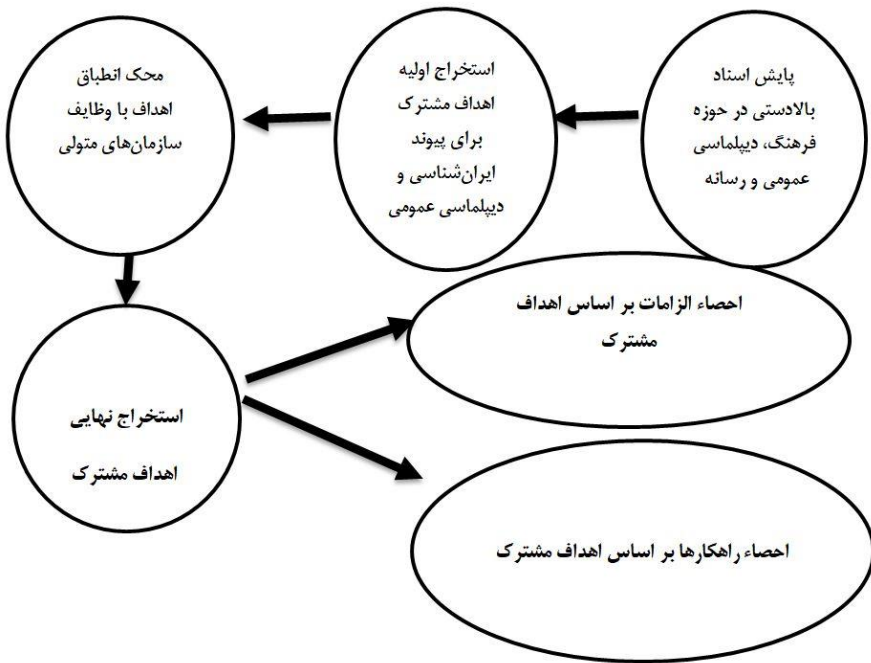 پایش اسناد
بالادستی در حوزه
فرهنگ، دیپلماسی
عمومی و رسانه
استخراج اولیه
اهداف مشترک
برای پیوند
ایران‌شناسی و
دیپلماسی عمومی
محک انطباق
اهداف با وظایف
سازمان‌های متولی
استخراج نهایی
اهداف مشترک
احصاء الزامات بر اساس اهداف
مشترک
احصاء راهکارها بر اساس اهداف مشترک